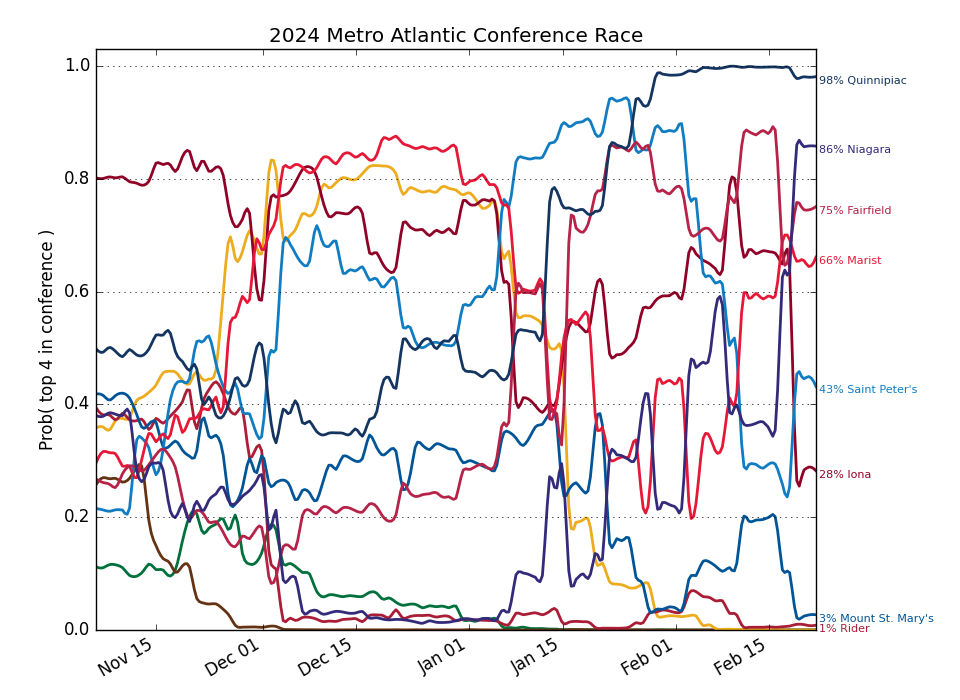 2024 Metro Atlantic Conference Race
Prob( top 4 in conference )
1.0
0.8
0.6
0.4
0.2
0.0
Nov 15
Dec 01
Dec 15
Jan 01
Jan 15
Feb 01
Feb 15
98% Quinnipiac
86% Niagara
75% Fairfield
66% Marist
43% Saint Peter's
28% Iona
3% Mount St. Mary's
1% Rider